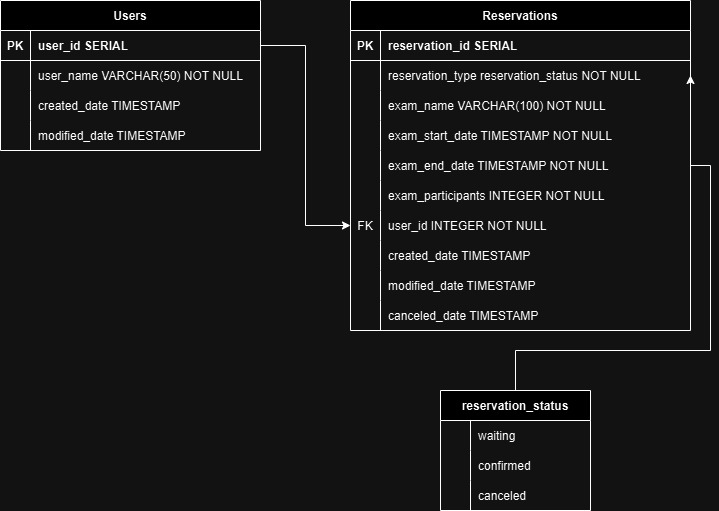 Users
PK user_id SERIAL
user_name VARCHAR(50) NOT NULL
created_date TIMESTAMP
modified_date TIMESTAMP
Reservations
PK reservation_id SERIAL
reservation_type reservation_status NOT NULL
exam_name VARCHAR(100) NOT NULL
exam_start_date TIMESTAMP NOT NULL
exam_end_date TIMESTAMP NOT NULL
exam_participants INTEGER NOT NULL
FK user_id INTEGER NOT NULL
created_date TIMESTAMP
modified_date TIMESTAMP
canceled_date TIMESTAMP
reservation_status
waiting
confirmed
canceled